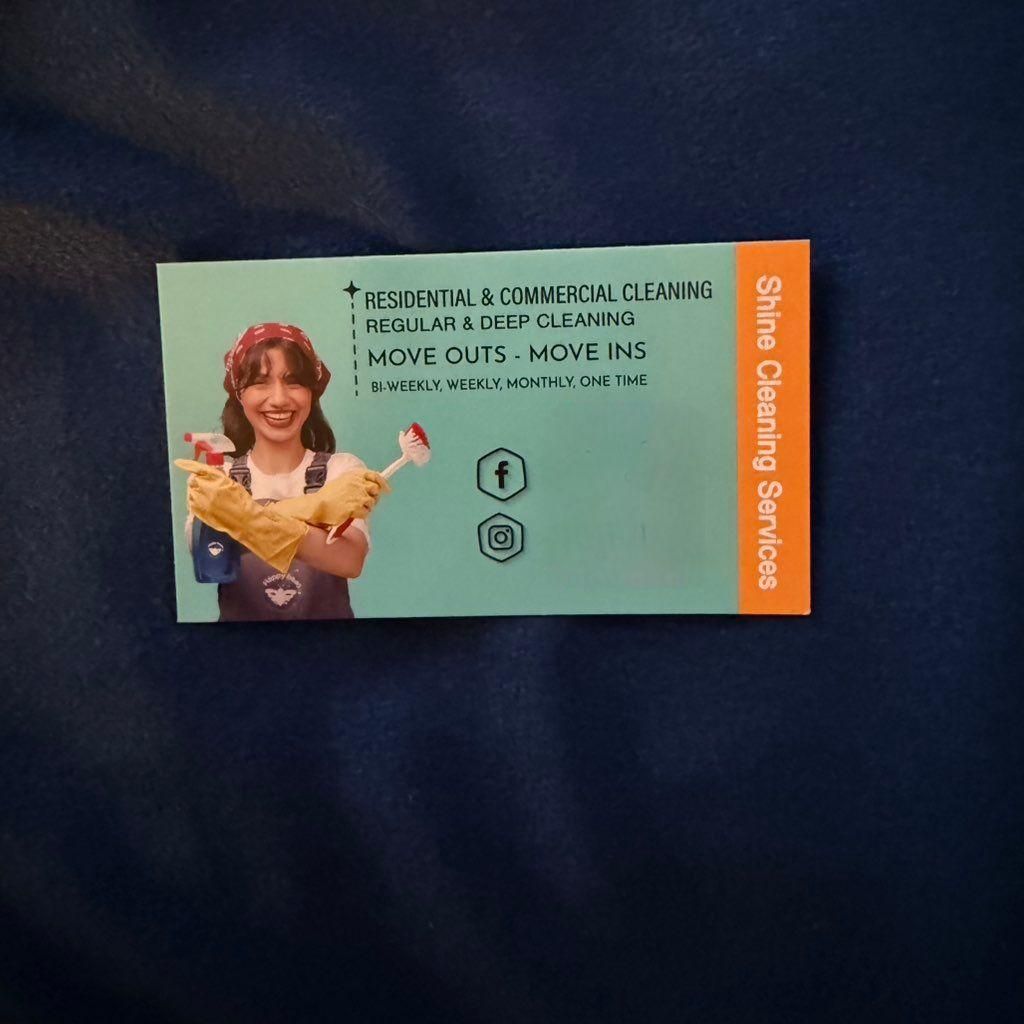 RESIDENTIAL & COMMERCIAL CLEANING
REGULAR & DEEP CLEANING
MOVE OUTS - MOVE INS
BI-WEEKLY, WEEKLY, MONTHLY, ONE TIME
Shine Cleaning Services